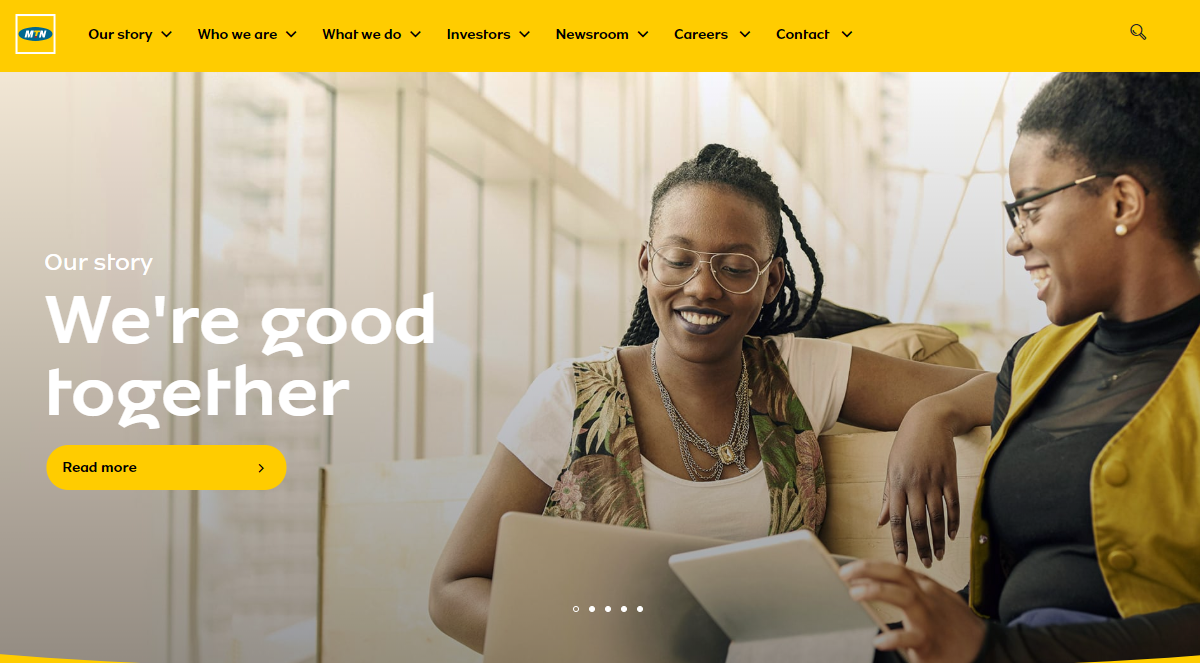 MTN
Our story
Who we are
What we do
Investors
Newsroom
Careers
Contact
Our story
We're good
together
Read more